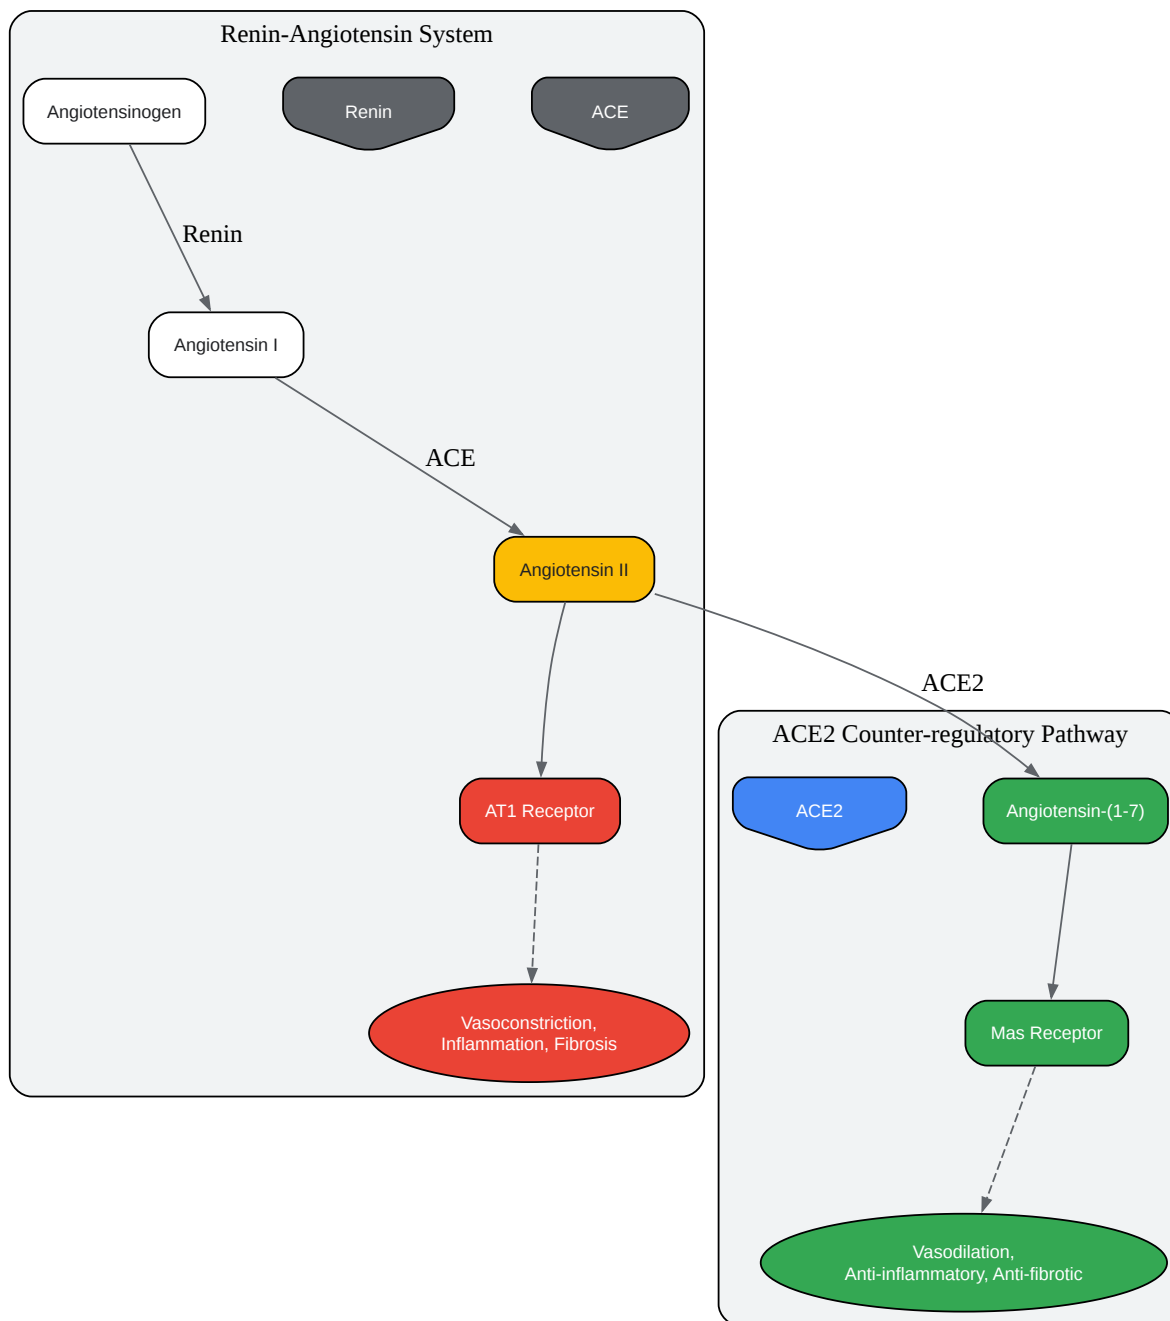 Renin-Angiotensin System
Angiotensinogen
Renin
ACE
Renin
Angiotensin I
ACE
Angiotensin II
ACE2
ACE2 Counter-regulatory Pathway
AT1 Receptor
ACE2
Angiotensin-(1-7)
Vasoconstriction,
Inflammation, Fibrosis
Mas Receptor
Vasodilation,
Anti-inflammatory, Anti-fibrotic